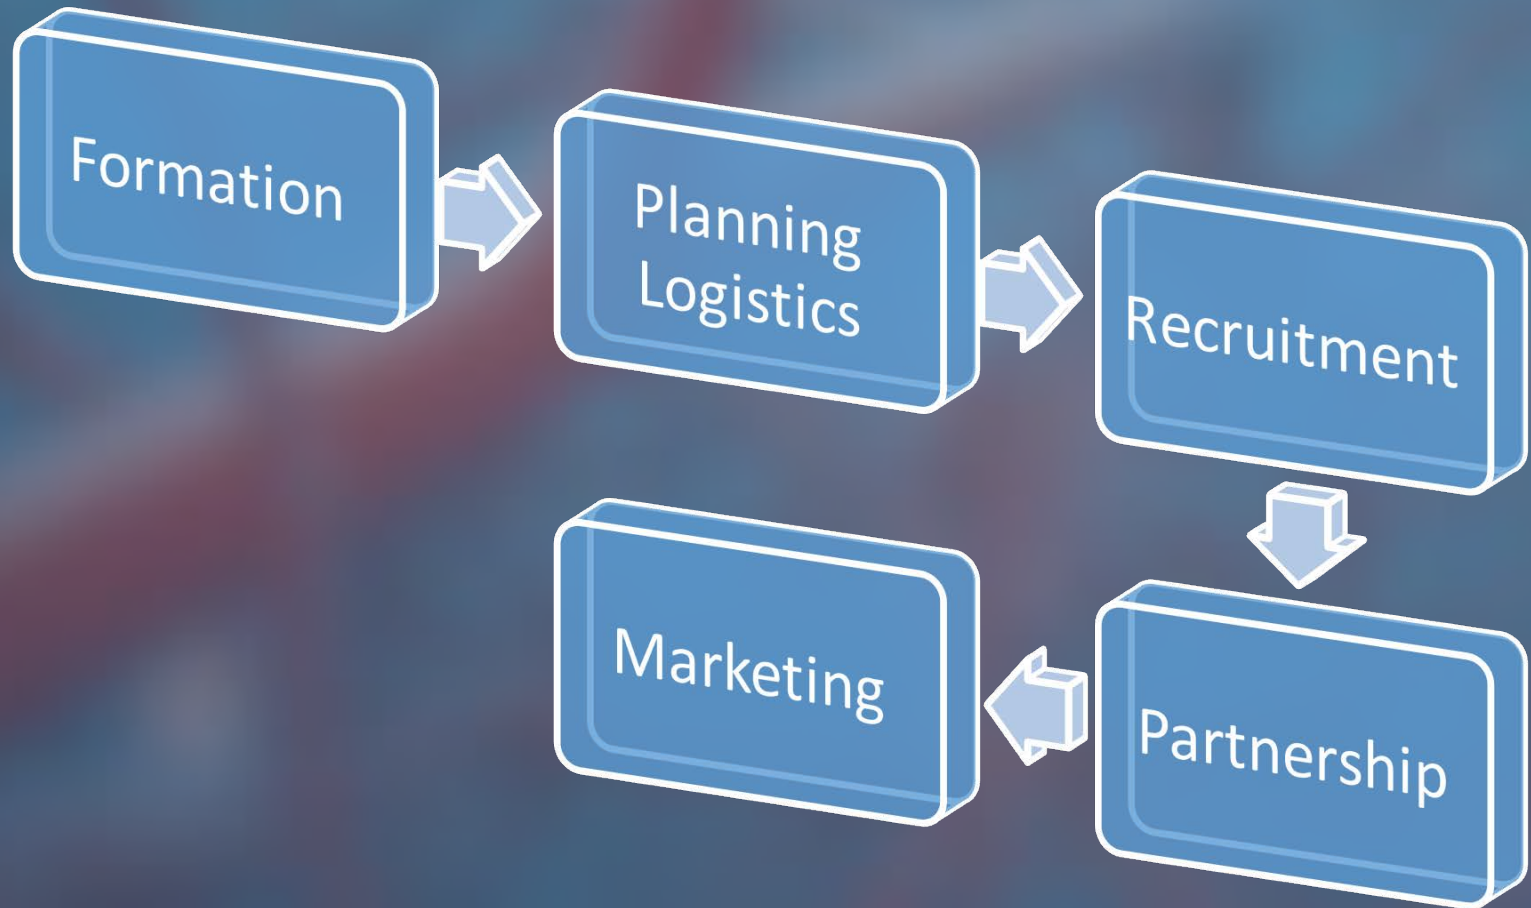 Formation
Planning
Logistics
Recruitment
Partnership
Marketing